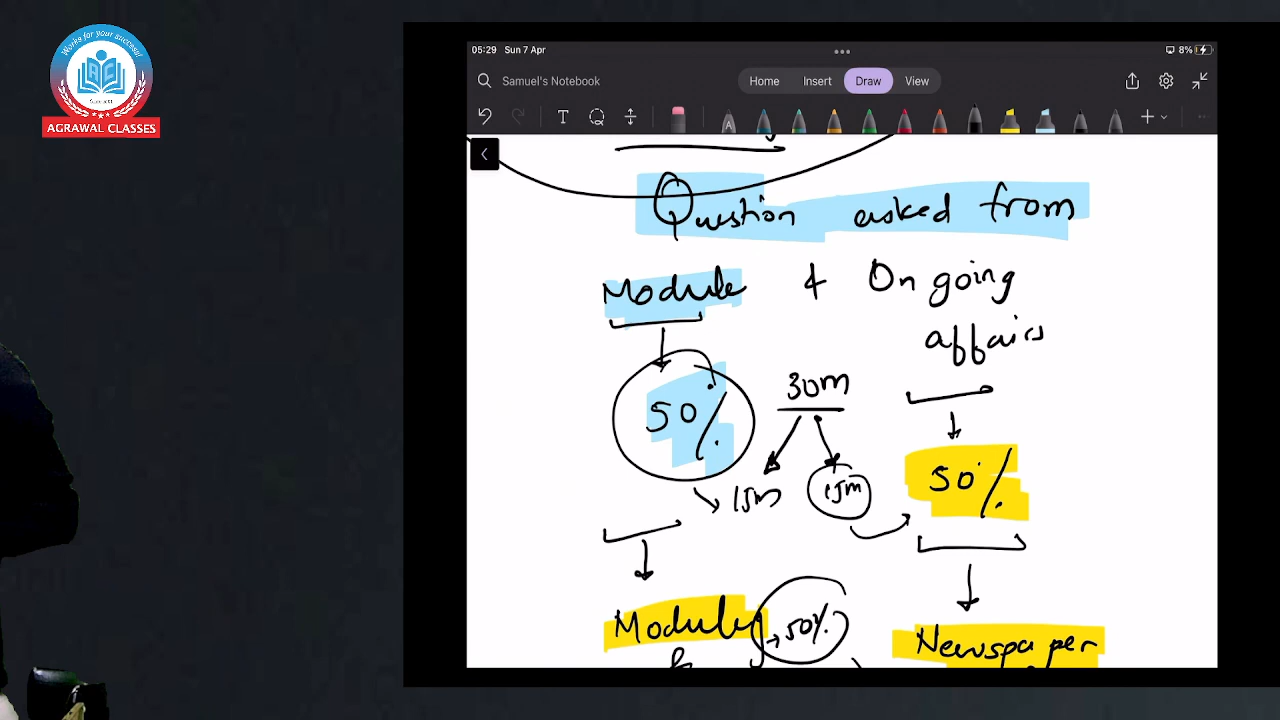 Works for your success!
AC
AGRAWAL CLASSES
05:29 Sun 7 Apr
8%
Samuel's Notebook
Home Insert Draw View
T
A
Question asked from
Module & On going
affairs
50%
30m
15m
15m
50%
Module
→50%
Newspaper
&